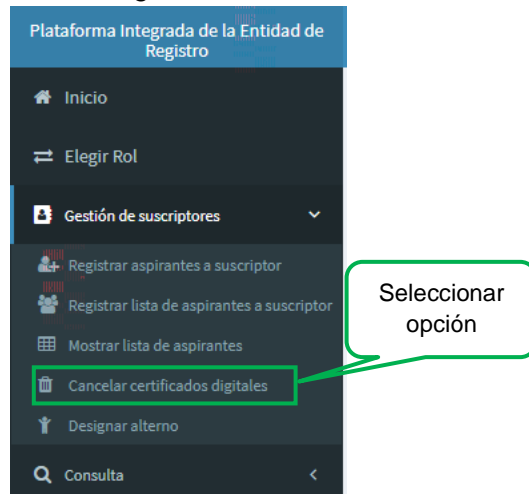 Plataforma Integrada de la Entidad de
Registro
Inicio
Elegir Rol
Gestión de suscriptores
Registrar aspirantes a suscriptor
Registrar lista de aspirantes a suscriptor
Mostrar lista de aspirantes
Cancelar certificados digitales
Designar alterno
Consulta
Seleccionar
opción